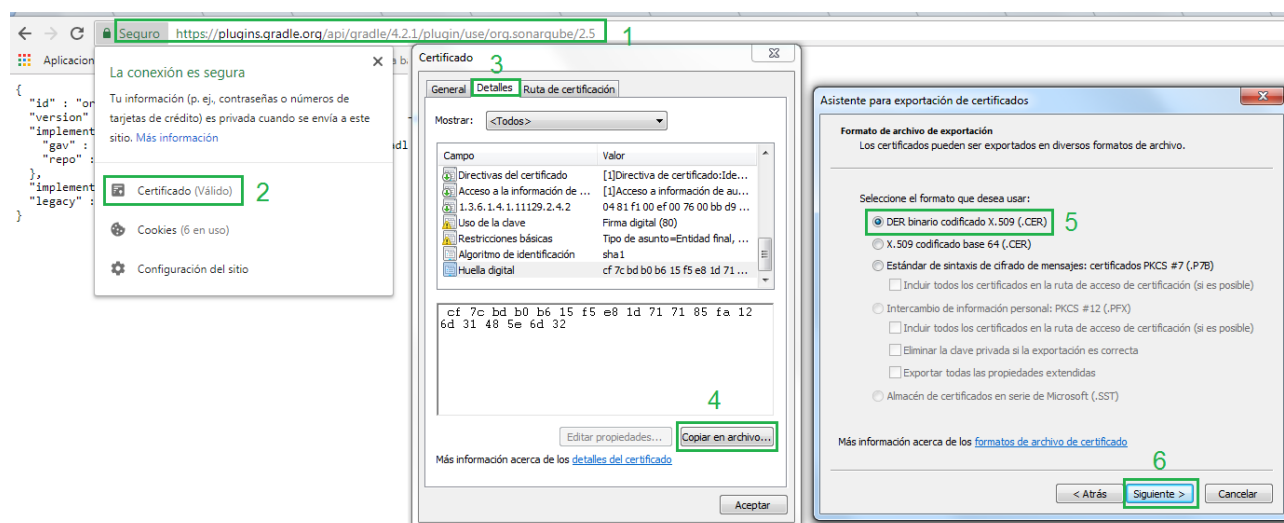 Seguro https://plugins.gradle.org/api/gradle/4.2.1/plugin/use/org.sonarqube/2.5 1
Aplicacion
{
"id" : "or
"version"
"implement
"gav" :
"repo" :
},
"implement
"legacy" :
}
La conexión es segura
Tu información (p. ej., contraseñas o números de
tarjetas de crédito) es privada cuando se envía a este
sitio. Más información
Certificado (Válido) 2
Cookies (6 en uso)
Configuración del sitio
Certificado
3
General Detalles Ruta de certificación
Mostrar: <Todos>
Campo Valor
Directivas del certificado [1]Directiva de certificado:Ide...
Acceso a la información de ... [1]Acceso a información de au...
1.3.6.1.4.1.11129.2.4.2 04 81 f1 00 ef 00 76 00 bb d9 ...
Uso de la clave Firma digital (80)
Restricciones básicas Tipo de asunto=Entidad final, ...
Algoritmo de identificación sha1
Huella digital cf 7c bd b0 b6 15 f5 e8 1d 71 ...
cf 7c bd b0 b6 15 f5 e8 1d 71 71 85 fa 12
6d 31 48 5e 6d 32
4
Editar propiedades... Copiar en archivo...
Más información acerca de los detalles del certificado
Aceptar
Asistente para exportación de certificados
Formato de archivo de exportación
Los certificados pueden ser exportados en diversos formatos de archivo.
Seleccione el formato que desea usar:
DER binario codificado X.509 (.CER) 5
X.509 codificado base 64 (.CER)
Estándar de sintaxis de cifrado de mensajes: certificados PKCS #7 (.P7B)
Incluir todos los certificados en la ruta de acceso de certificación (si es posible)
Intercambio de información personal: PKCS #12 (.PFX)
Incluir todos los certificados en la ruta de acceso de certificación (si es posible)
Eliminar la clave privada si la exportación es correcta
Exportar todas las propiedades extendidas
Almacén de certificados en serie de Microsoft (.SST)
Más información acerca de los formatos de archivo de certificado
6
< Atrás Siguiente > Cancelar